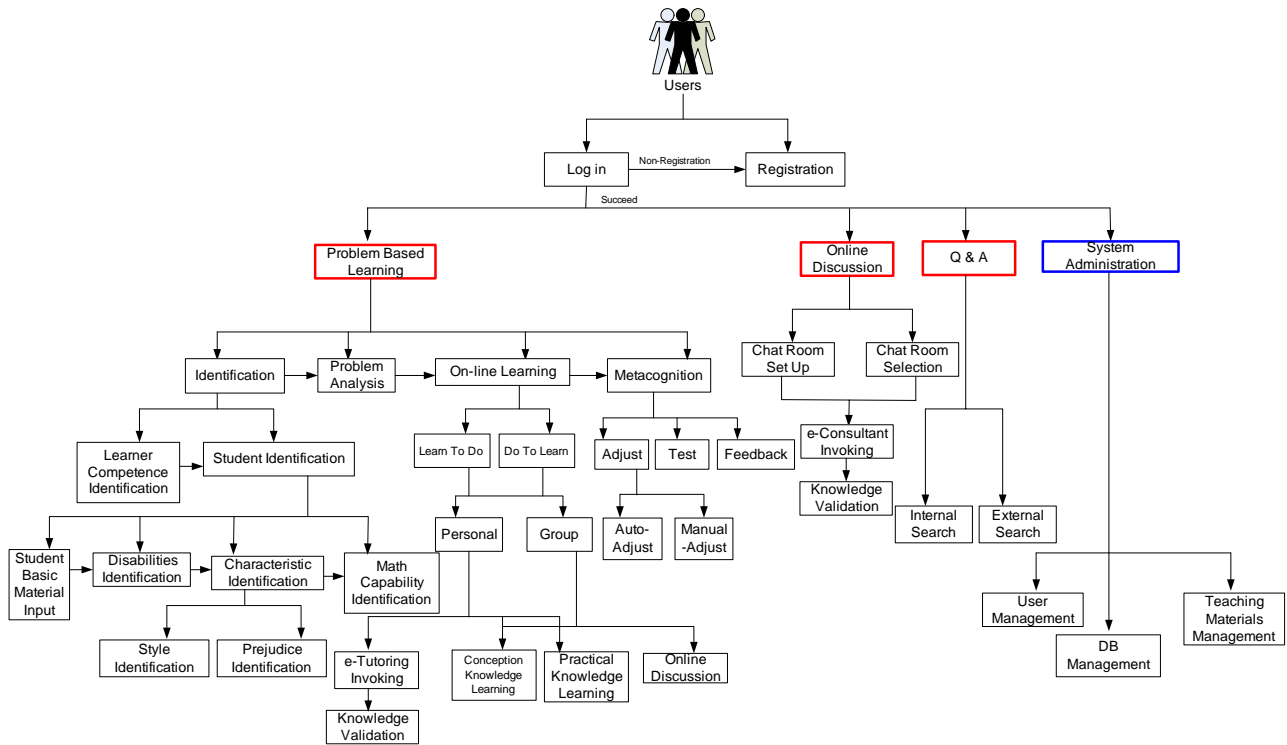 Users
Log in
Non-Registration
Registration
Succeed
Problem Based
Learning
Online
Discussion
Q & A
System
Administration
Identification
Problem
Analysis
On-line Learning
Metacognition
Chat Room
Set Up
Chat Room
Selection
Learner
Competence
Identification
Student Identification
Learn To Do
Do To Learn
Adjust
Test
Feedback
e-Consultant
Invoking
Knowledge
Validation
Internal
Search
External
Search
Personal
Group
Auto-
Adjust
Manual
-Adjust
Student
Basic
Material
Input
Disabilities
Identification
Characteristic
Identification
Math
Capability
Identification
User
Management
Teaching
Materials
Management
DB
Management
Style
Identification
Prejudice
Identification
e-Tutoring
Invoking
Conception
Knowledge
Learning
Practical
Knowledge
Learning
Online
Discussion
Knowledge
Validation